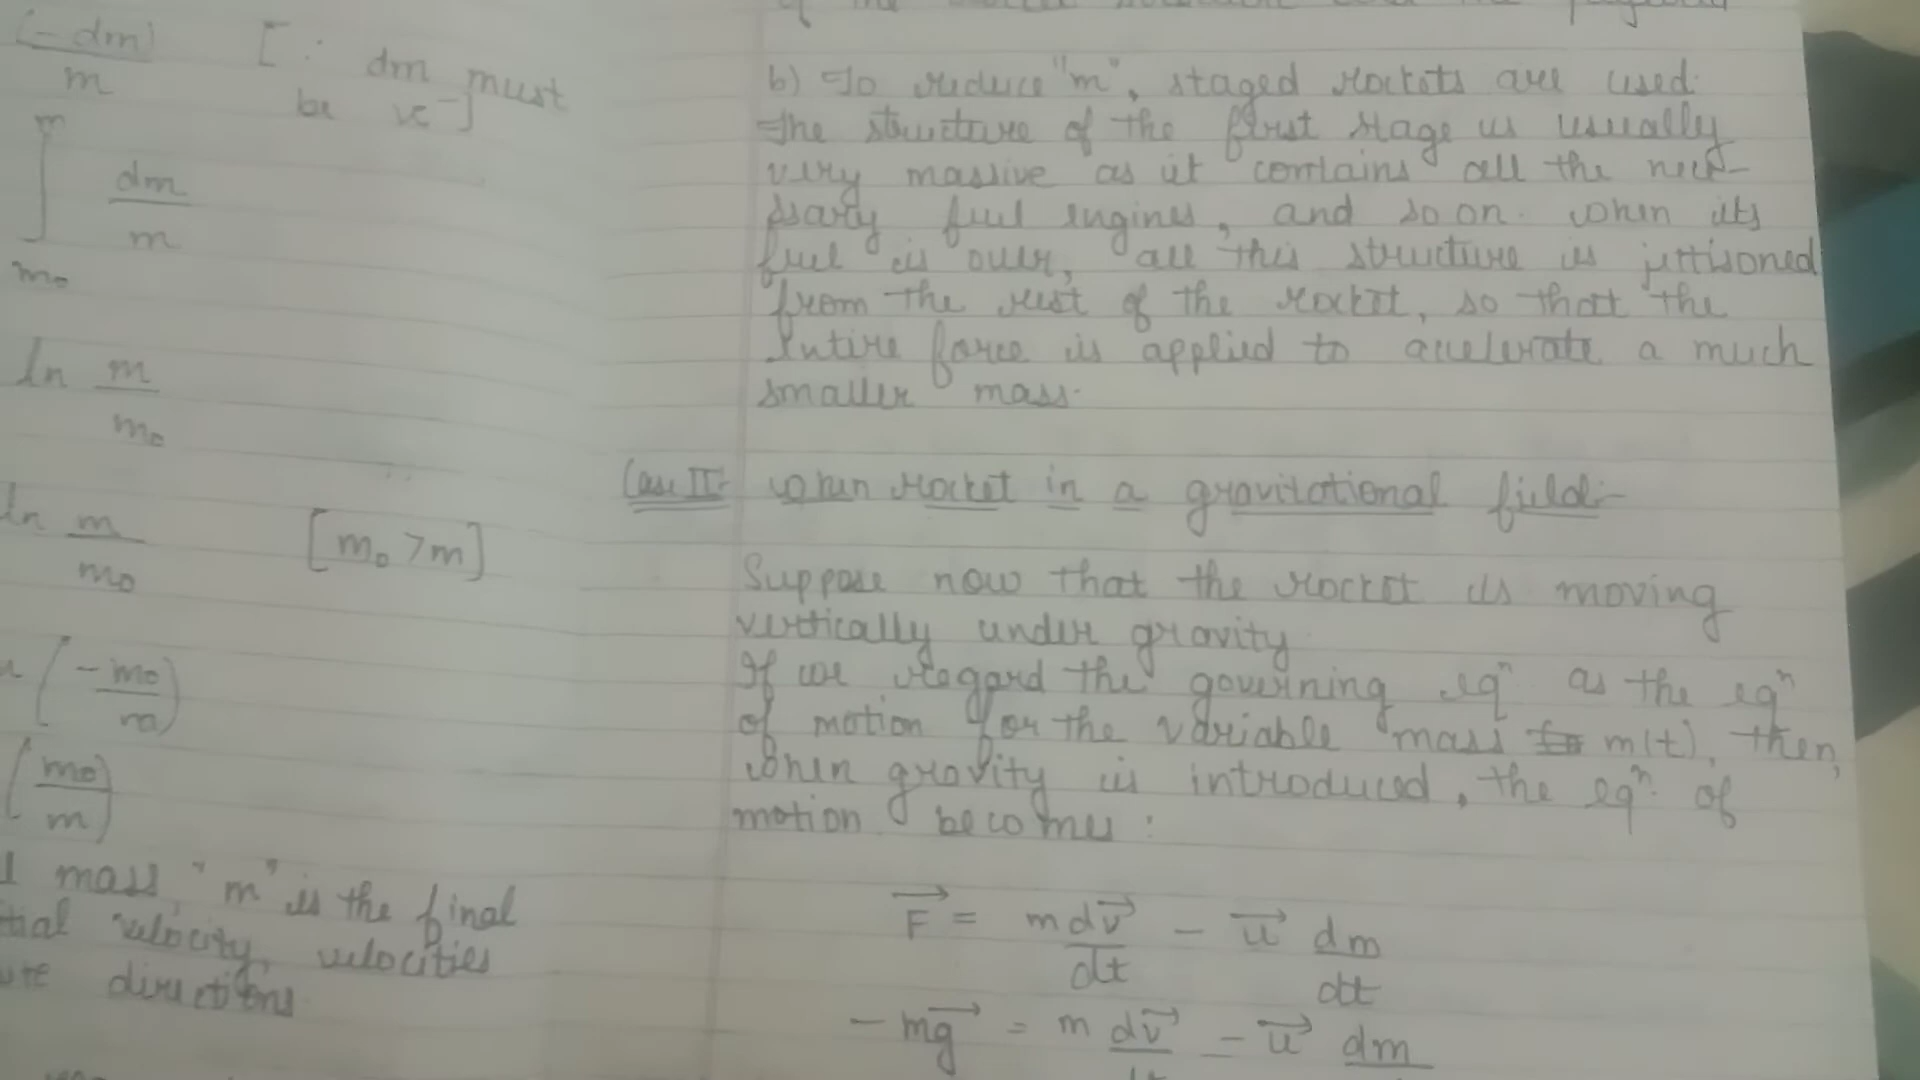 (-dm)
m
[∵ dm must
be ve-]
m
∫ dm
m
m₀
ln m
m₀
ln m
m₀
[m₀ > m]
(-m₀)
m
(m₀)
m
mass, "m" is the final
velocity, velocities
directions.
b) To reduce "m", staged rockets are used.
The structure of the first stage is usually
very massive as it contains all the nece-
ssary fuel engines, and so on. When its
fuel is over, all this structure is jettisoned
from the rest of the rocket, so that the
entire force is applied to accelerate a much
smaller mass.
Case II:- When rocket in a gravitational field:-
Suppose now that the rocket is moving
vertically under gravity.
If we regard the governing eqⁿ as the eqⁿ
of motion for the variable mass m(t), then,
when gravity is introduced, the eqⁿ. of
motion becomes:
F⃗ = m dv⃗ - u⃗ dm
dt dt
-mg⃗ = m dv⃗ - u⃗ dm